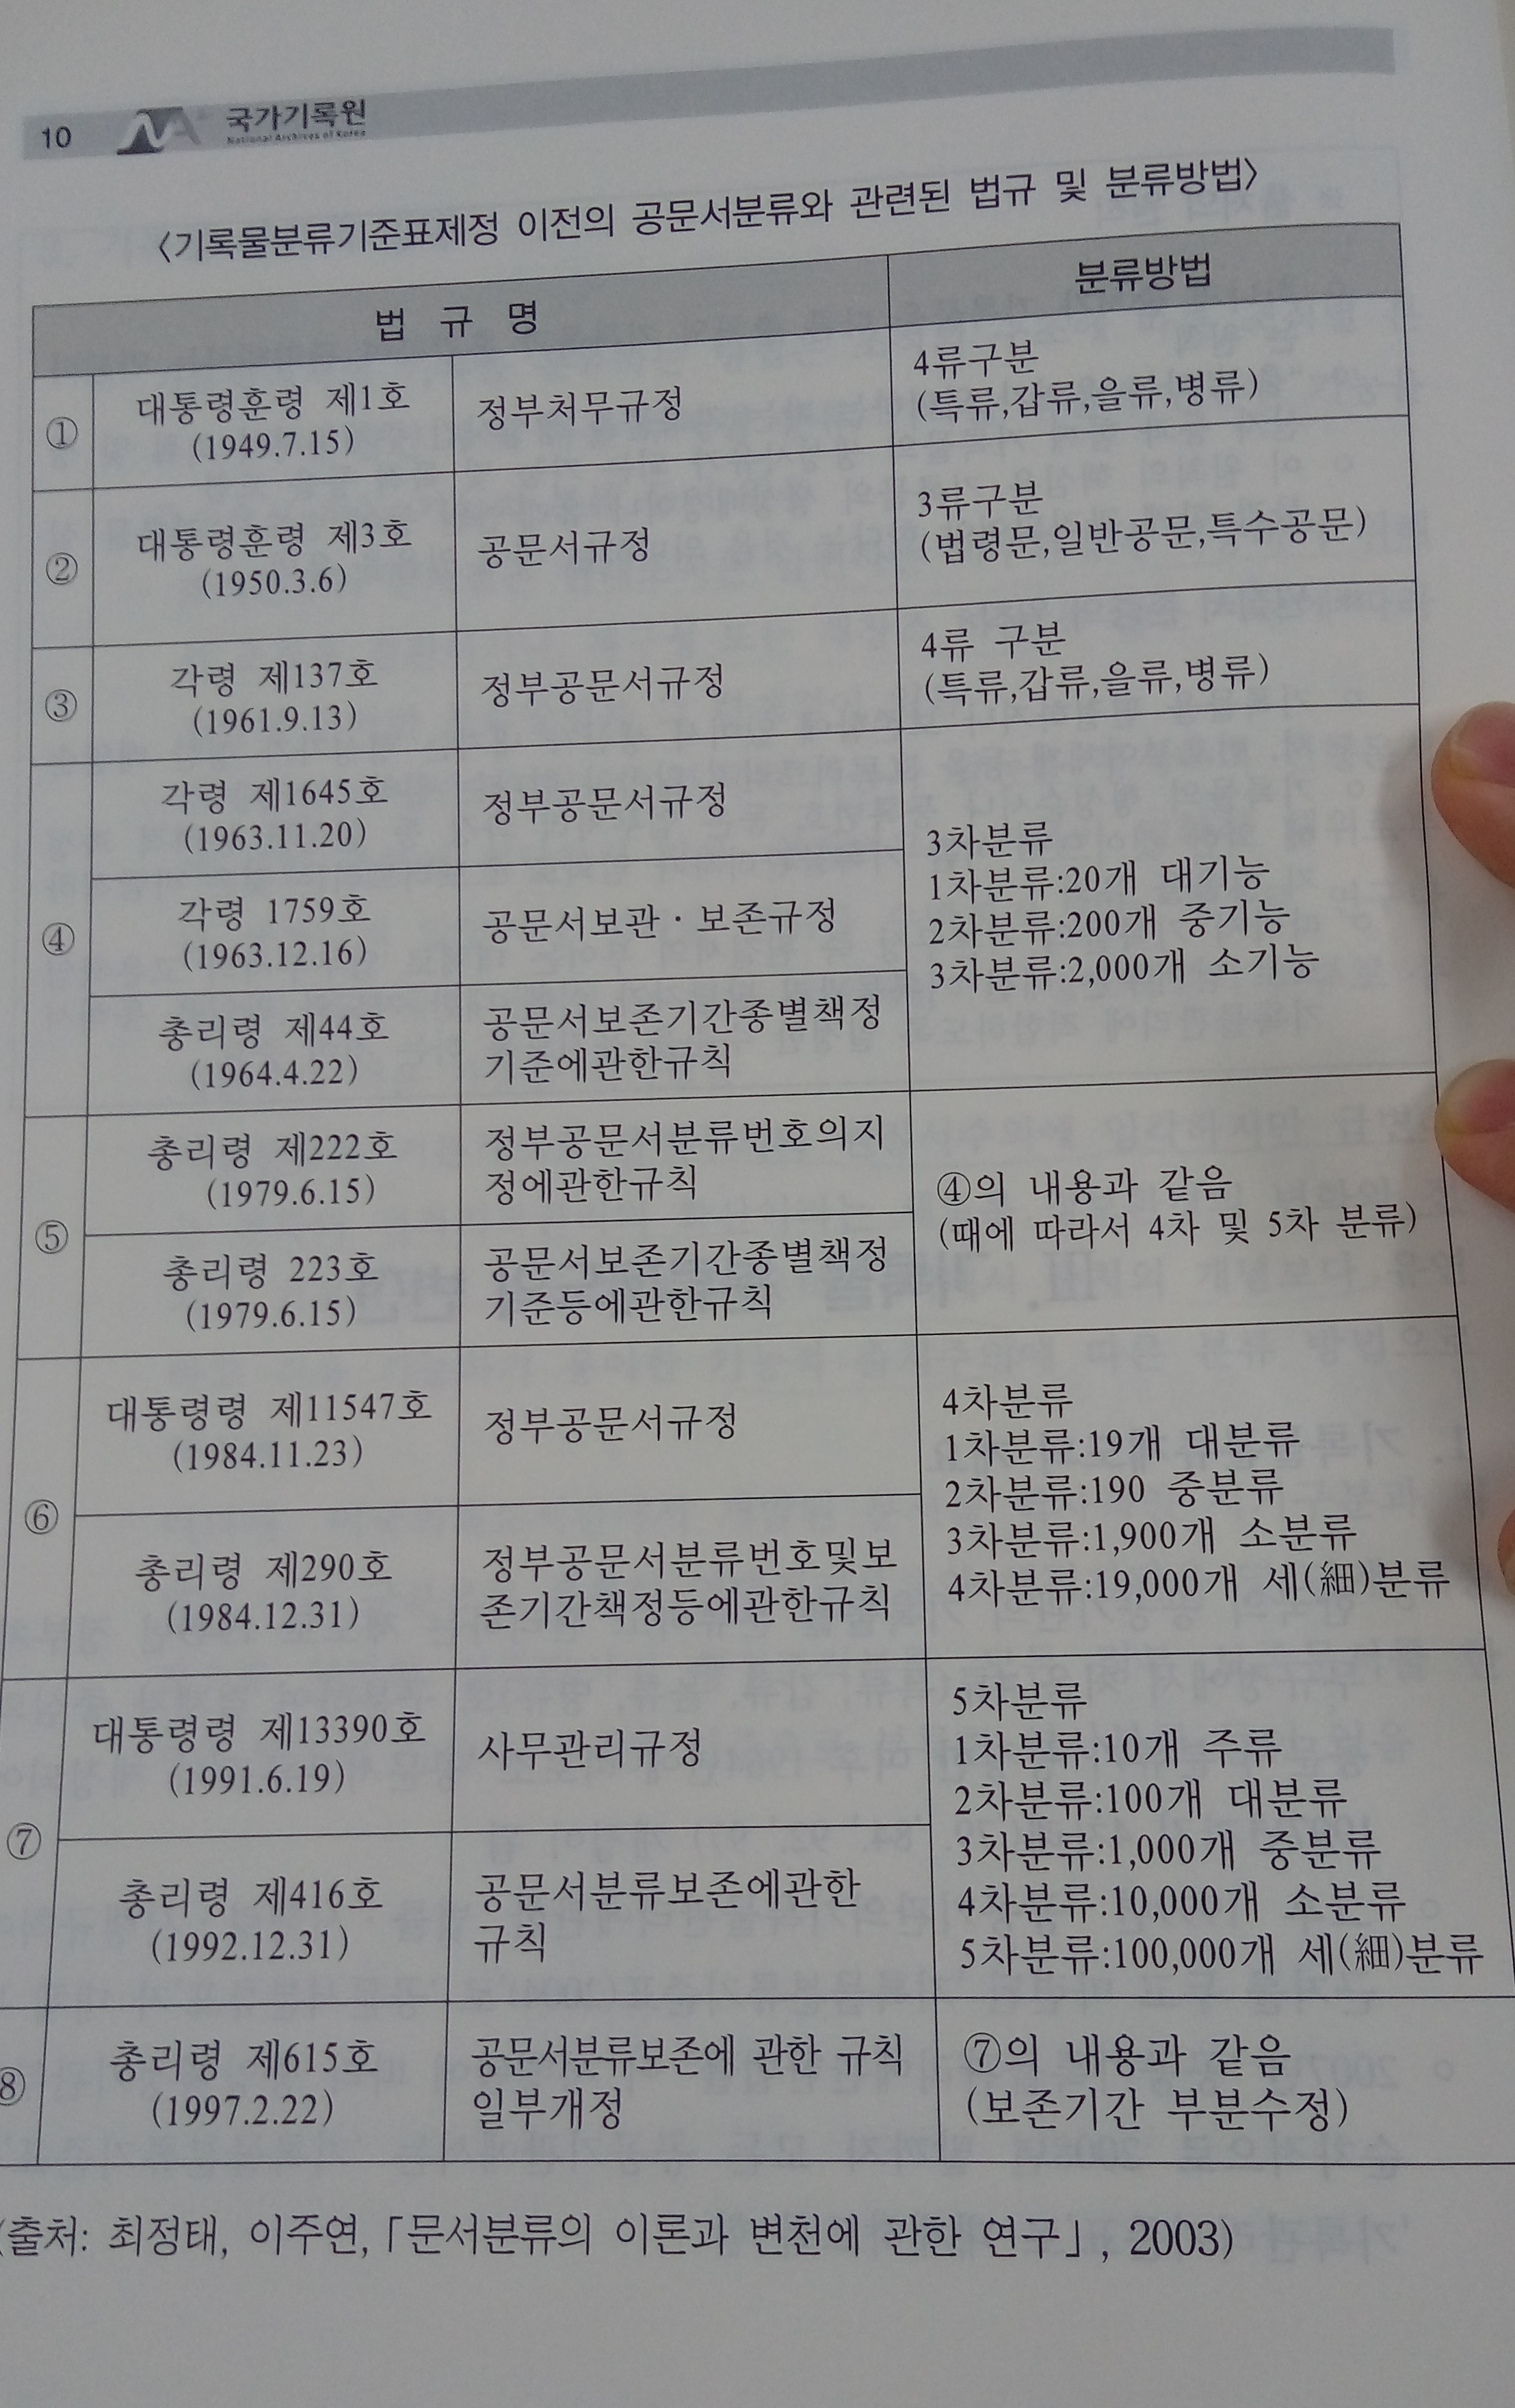 10
국가기록원
National Archives of Korea
〈기록물분류기준표제정 이전의 공문서분류와 관련된 법규 및 분류방법〉
법 규 명
분류방법
①
대통령훈령 제1호
(1949.7.15)
정부처무규정
4류구분
(특류,갑류,을류,병류)
②
대통령훈령 제3호
(1950.3.6)
공문서규정
3류구분
(법령문,일반공문,특수공문)
③
각령 제137호
(1961.9.13)
정부공문서규정
4류 구분
(특류,갑류,을류,병류)
④
각령 제1645호
(1963.11.20)
정부공문서규정
각령 1759호
(1963.12.16)
공문서보관·보존규정
총리령 제44호
(1964.4.22)
공문서보존기간종별책정
기준에관한규칙
3차분류
1차분류:20개 대기능
2차분류:200개 중기능
3차분류:2,000개 소기능
⑤
총리령 제222호
(1979.6.15)
정부공문서분류번호의지
정에관한규칙
총리령 223호
(1979.6.15)
공문서보존기간종별책정
기준등에관한규칙
④의 내용과 같음
(때에 따라서 4차 및 5차 분류)
⑥
대통령령 제11547호
(1984.11.23)
정부공문서규정
총리령 제290호
(1984.12.31)
정부공문서분류번호및보
존기간책정등에관한규칙
4차분류
1차분류:19개 대분류
2차분류:190 중분류
3차분류:1,900개 소분류
4차분류:19,000개 세(細)분류
⑦
대통령령 제13390호
(1991.6.19)
사무관리규정
총리령 제416호
(1992.12.31)
공문서분류보존에관한
규칙
5차분류
1차분류:10개 주류
2차분류:100개 대분류
3차분류:1,000개 중분류
4차분류:10,000개 소분류
5차분류:100,000개 세(細)분류
⑧
총리령 제615호
(1997.2.22)
공문서분류보존에 관한 규칙
일부개정
⑦의 내용과 같음
(보존기간 부분수정)
(출처: 최정태, 이주연,「문서분류의 이론과 변천에 관한 연구」, 2003)